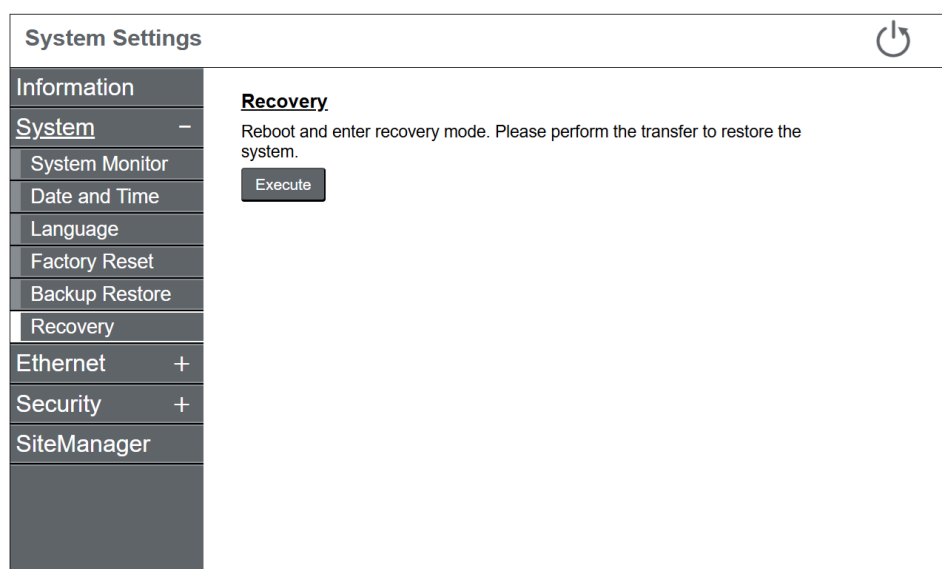 System Settings
Information
System −
System Monitor
Date and Time
Language
Factory Reset
Backup Restore
Recovery
Ethernet +
Security +
SiteManager
Recovery
Reboot and enter recovery mode. Please perform the transfer to restore the
system.
Execute